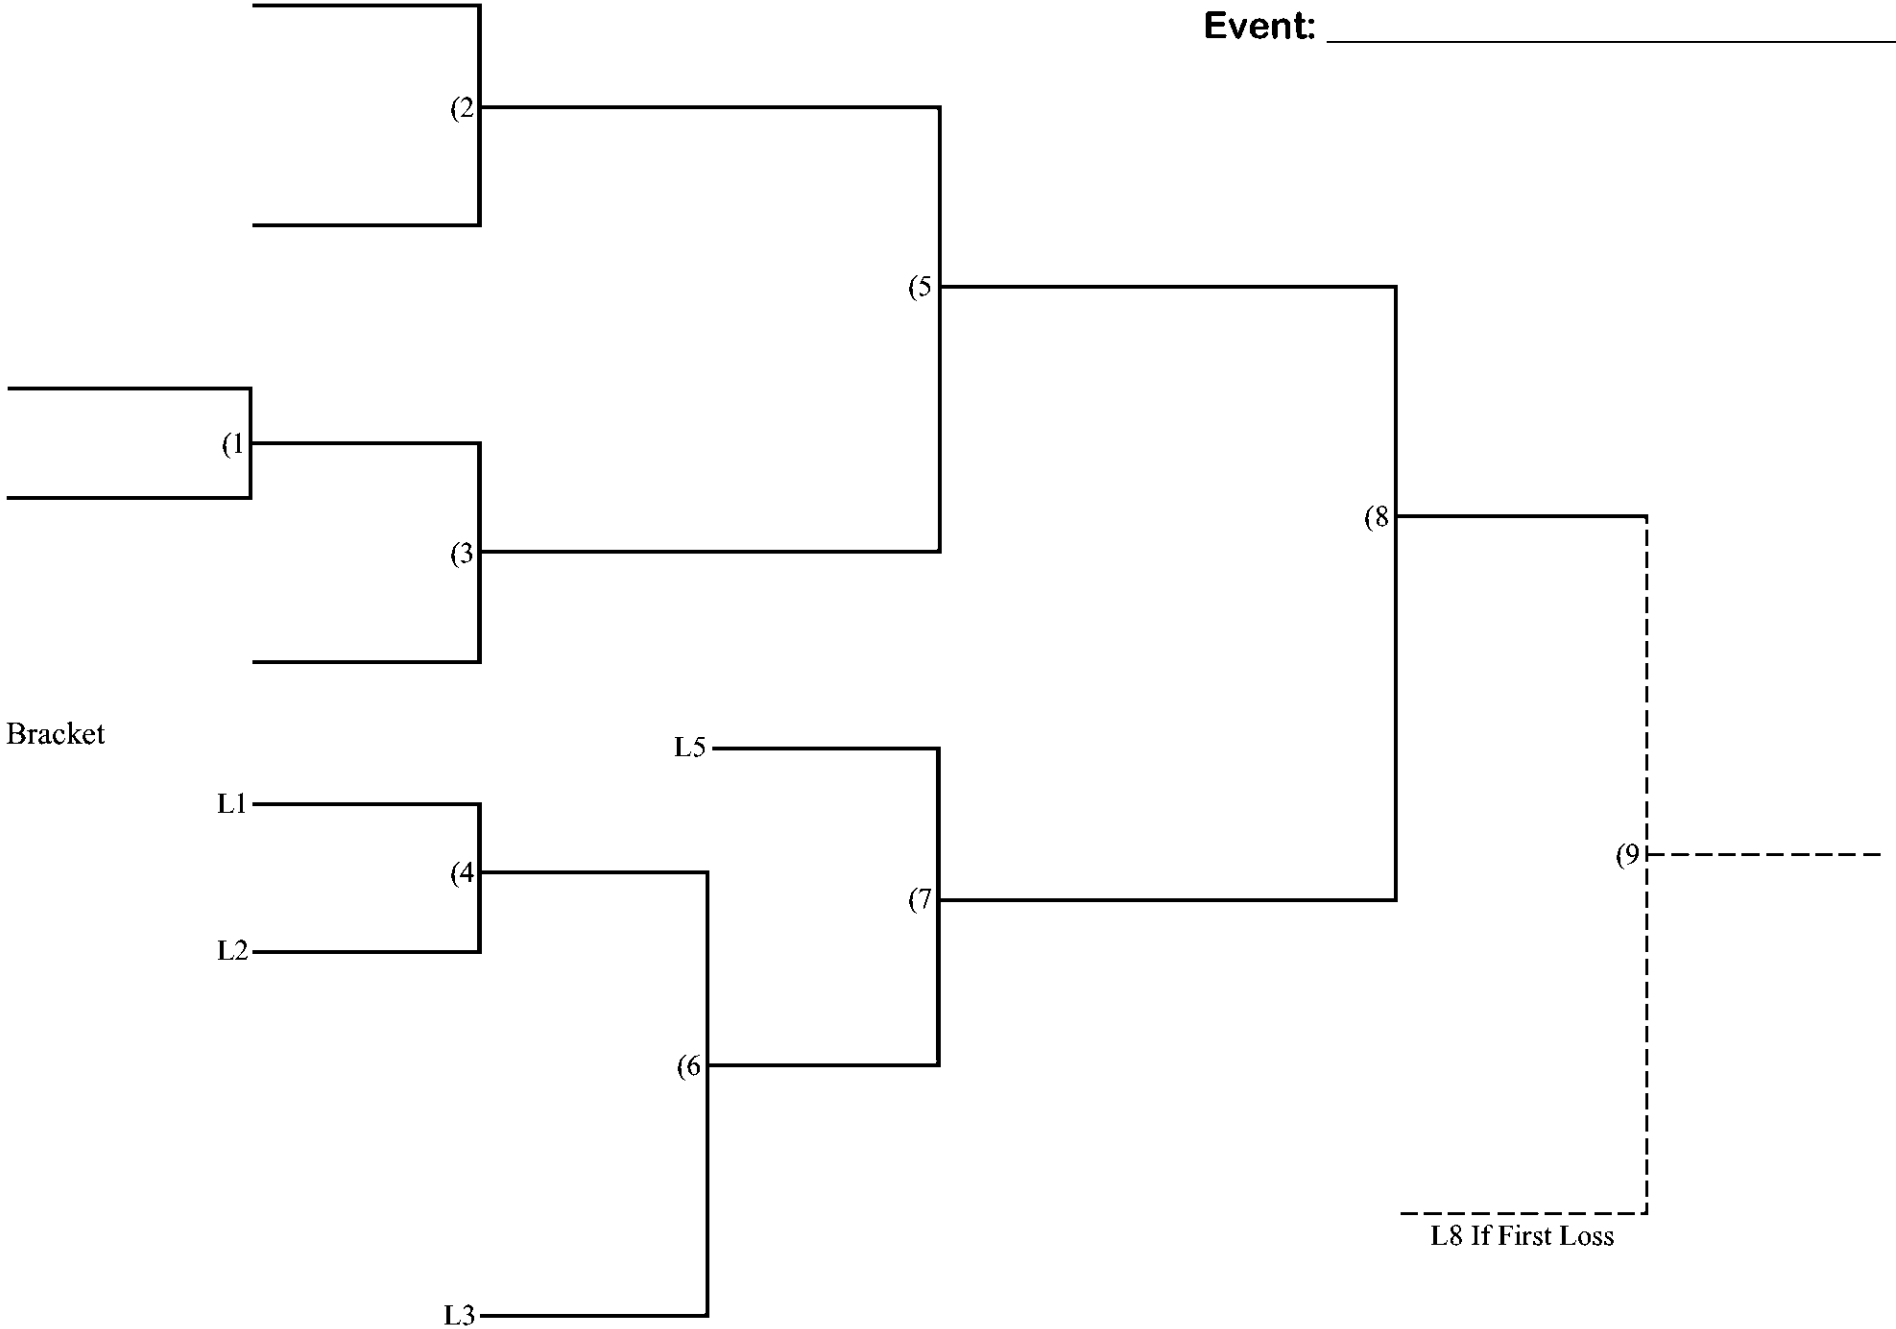 Event:
(2
(5
(1
(8
(3
Bracket
L5
L1
(9
(4
(7
L2
(6
L8 If First Loss
L3